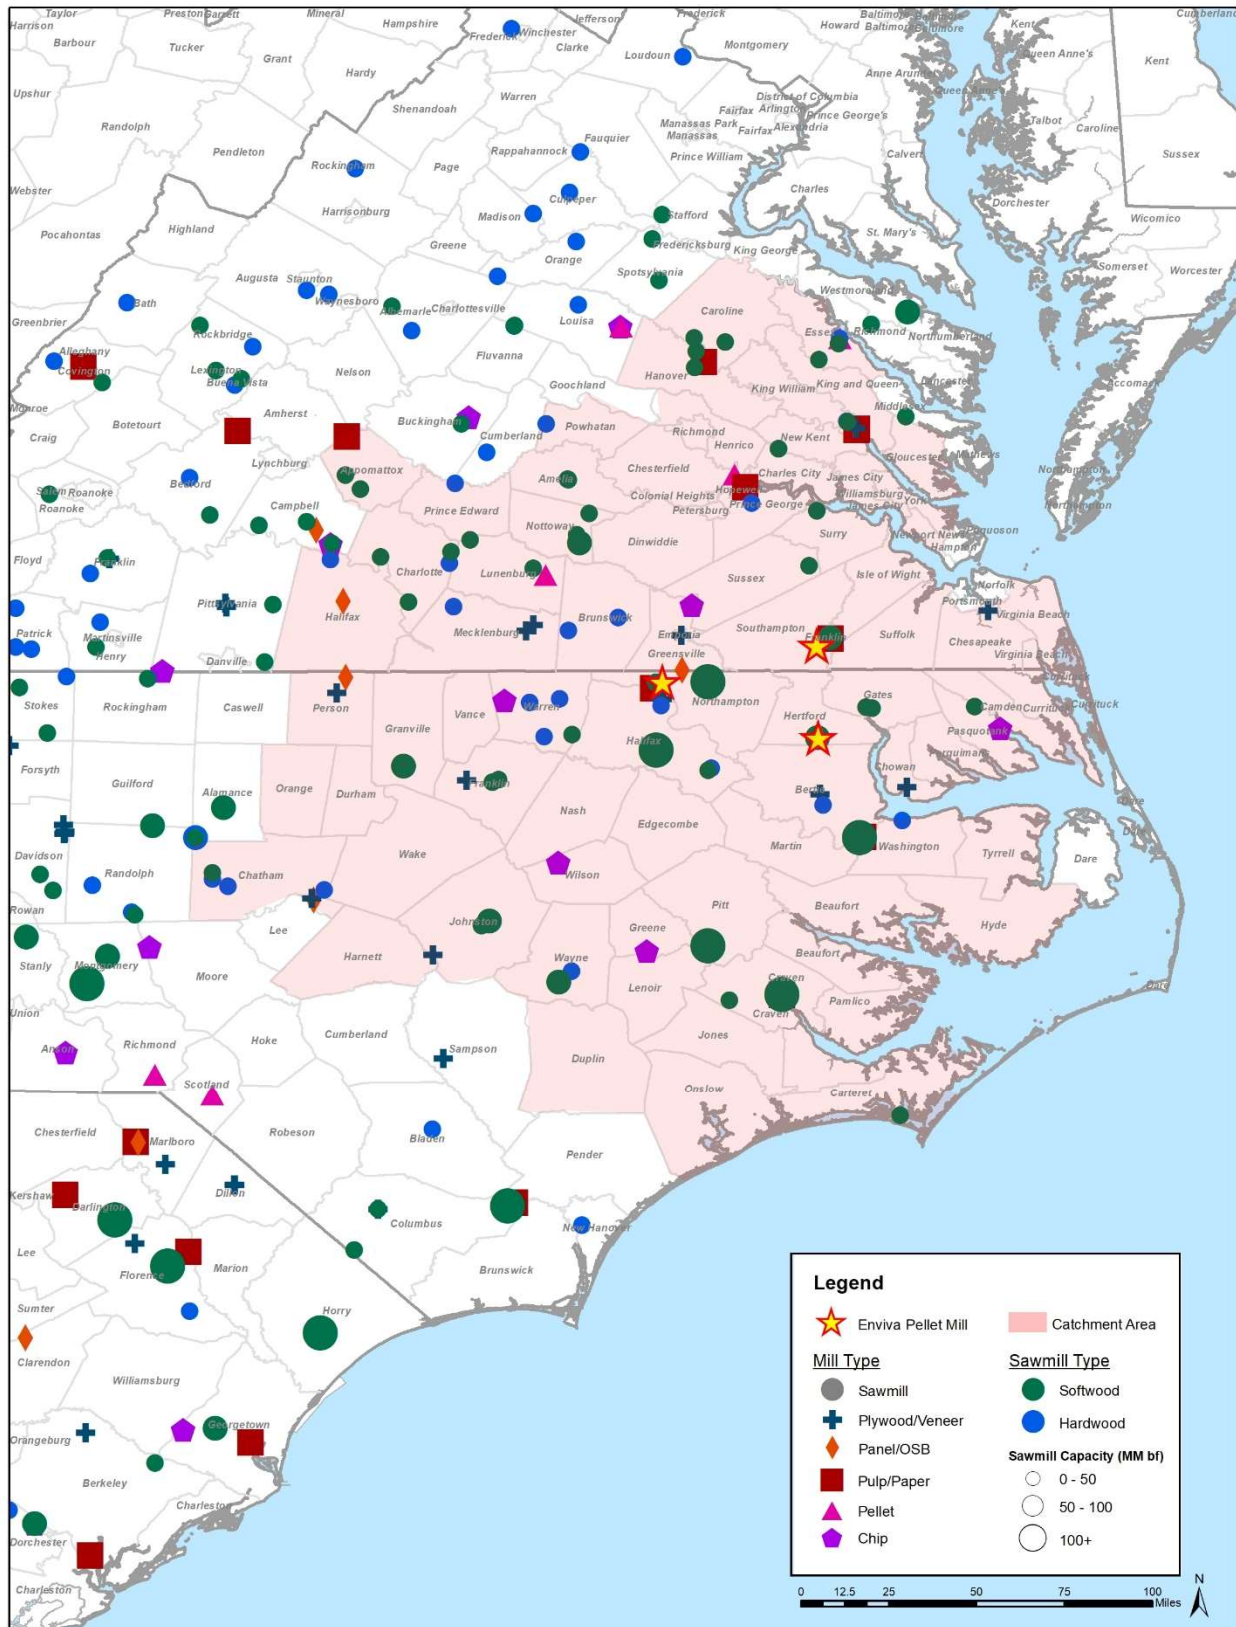 Taylor
Preston
Garrett
Mineral
Hampshire
Jefferson
Frederick
Howard
Baltimore
Kent
Cumberland
Harrison
Barbour
Tucker
Grant
Hardy
Frederick
Winchester
Clarke
Loudoun
Montgomery
Baltimore
Baltimore
Queen Anne's
Queen Anne's
Kent
Upshur
Randolph
Pendleton
Shenandoah
Warren
Fauquier
Anne Arundel
District of Columbia
Arlington
Fairfax
Alexandria
Fairfax
Manassas Park
Manassas
Prince George's
Prince William
Talbot
Caroline
Sussex
Webster
Rockingham
Page
Rappahannock
Calvert
Charles
Dorchester
Pocahontas
Highland
Harrisonburg
Madison
Culpeper
Stafford
St. Mary's
Wicomico
Greene
Orange
Fredericksburg
King George
Somerset
Worcester
Augusta
Staunton
Waynesboro
Spotsylvania
Westmoreland
Greenbrier
Bath
Albemarle
Charlottesville
Louisa
Caroline
Essex
Richmond
Northumberland
Rockbridge
Alleghany
Covington
Lexington
Buena Vista
Nelson
Fluvanna
Goochland
Hanover
King William
King and Queen
Lancaster
Accomack
Monroe
Botetourt
Amherst
Buckingham
Cumberland
Powhatan
Richmond
Henrico
New Kent
Middlesex
Craig
Lynchburg
Appomattox
Amelia
Chesterfield
Charles City
Gloucester
Mathews
Northampton
Northampton
Salem
Roanoke
Roanoke
Bedford
Campbell
Prince Edward
Nottoway
Colonial Heights
Petersburg
Hopewell
Prince George
James City
Williamsburg
James City
York
Poquoson
Newport News
Hampton
Floyd
Franklin
Charlotte
Lunenburg
Dinwiddie
Surry
Sussex
Isle of Wight
Norfolk
Portsmouth
Virginia Beach
Patrick
Martinsville
Henry
Pittsylvania
Danville
Halifax
Mecklenburg
Brunswick
Emporia
Greensville
Southampton
Franklin
Suffolk
Chesapeake
Virginia Beach
Stokes
Rockingham
Caswell
Person
Granville
Vance
Warren
Northampton
Hertford
Gates
Camden
Currituck
Currituck
Currituck
Pasquotank
Perquimans
Chowan
Forsyth
Guilford
Alamance
Orange
Durham
Franklin
Halifax
Nash
Bertie
Edgecombe
Martin
Washington
Tyrrell
Dare
Dare
Dare
Davidson
Randolph
Chatham
Wake
Wilson
Rowan
Lee
Johnston
Pitt
Beaufort
Hyde
Stanly
Montgomery
Moore
Harnett
Wayne
Greene
Lenoir
Beaufort
Craven
Craven
Pamlico
Dare
Union
Anson
Richmond
Scotland
Hoke
Cumberland
Sampson
Duplin
Jones
Onslow
Carteret
Chesterfield
Marlboro
Robeson
Bladen
Pender
Kershaw
Darlington
Dillon
Columbus
New Hanover
Lee
Florence
Marion
Brunswick
Sumter
Horry
Clarendon
Williamsburg
Georgetown
Orangeburg
Berkeley
Charleston
Dorchester
Charleston
Legend
Enviva Pellet Mill
Catchment Area
Mill Type
Sawmill Type
Sawmill
Softwood
Plywood/Veneer
Hardwood
Panel/OSB
Sawmill Capacity (MM bf)
Pulp/Paper
0 - 50
Pellet
50 - 100
Chip
100+
0 12.5 25 50 75 100
Miles
N